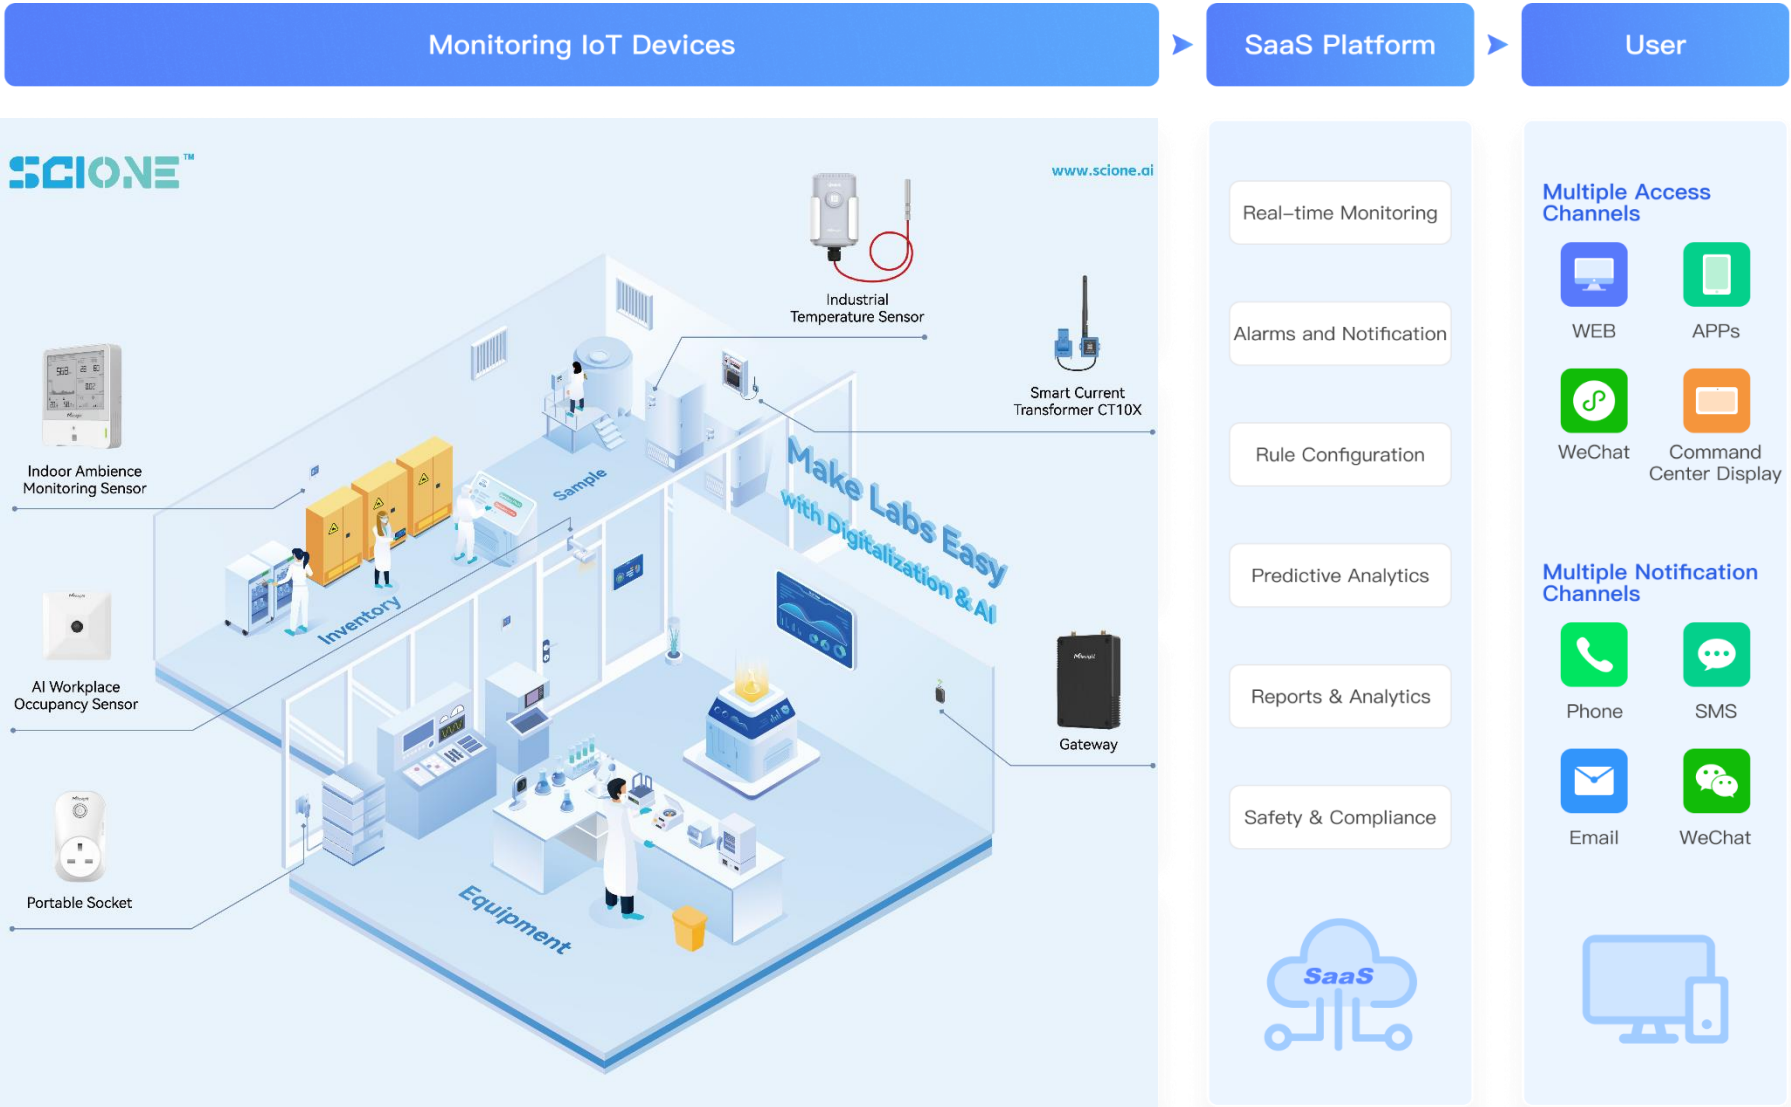 Monitoring IoT Devices
SaaS Platform
User
SCIONE™
www.scione.ai
Industrial
Temperature Sensor
Smart Current
Transformer CT10X
Indoor Ambience
Monitoring Sensor
AI Workplace
Occupancy Sensor
Portable Socket
Gateway
Milesight
Sample
Inventory
Equipment
Make Labs Easy
with Digitalization & AI
Real-time Monitoring
Alarms and Notification
Rule Configuration
Predictive Analytics
Reports & Analytics
Safety & Compliance
SaaS
Multiple Access
Channels
WEB
APPs
WeChat
Command
Center Display
Multiple Notification
Channels
Phone
SMS
Email
WeChat